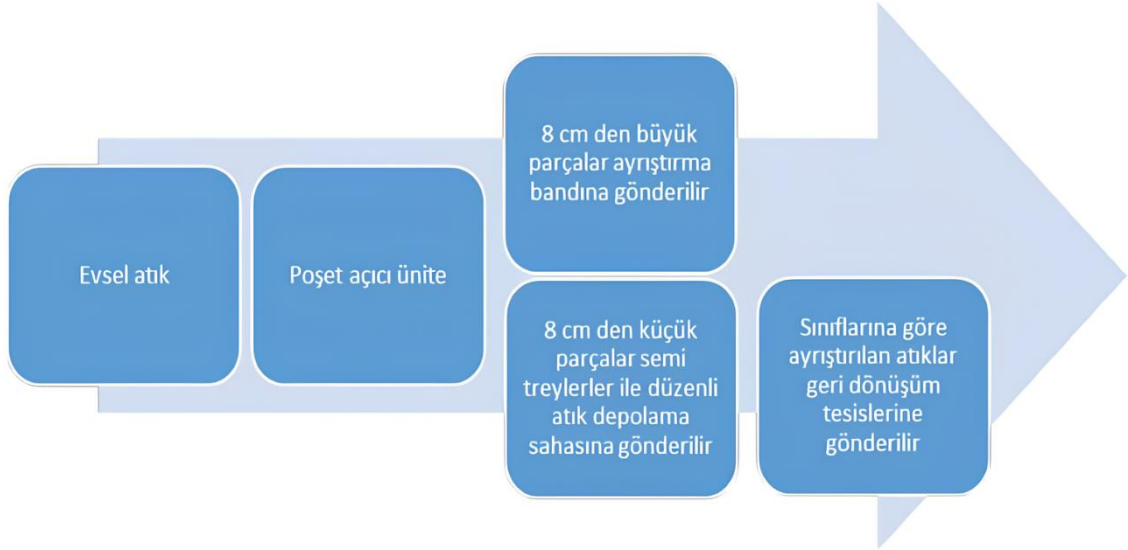 Evsel atık
Poşet açıcı ünite
8 cm den büyük
parçalar ayrıştırma
bandına gönderilir
8 cm den küçük
parçalar semi
treylerler ile düzenli
atık depolama
sahasına gönderilir
Sınıflarına göre
ayrıştırılan atıklar
geri dönüşüm
tesislerine
gönderilir